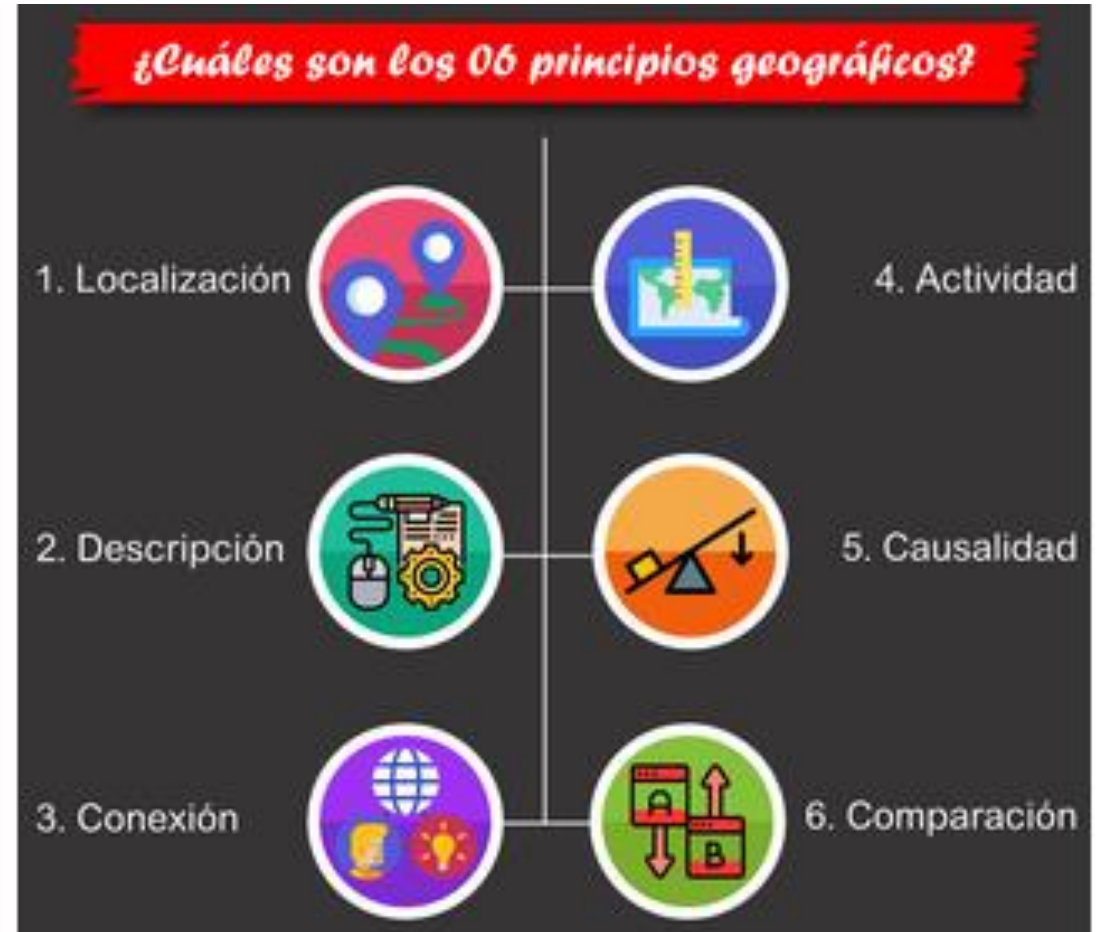 ¿Cuáles son los 06 principios geográficos?
1. Localización
2. Descripción
3. Conexión
4. Actividad
5. Causalidad
6. Comparación
A
B